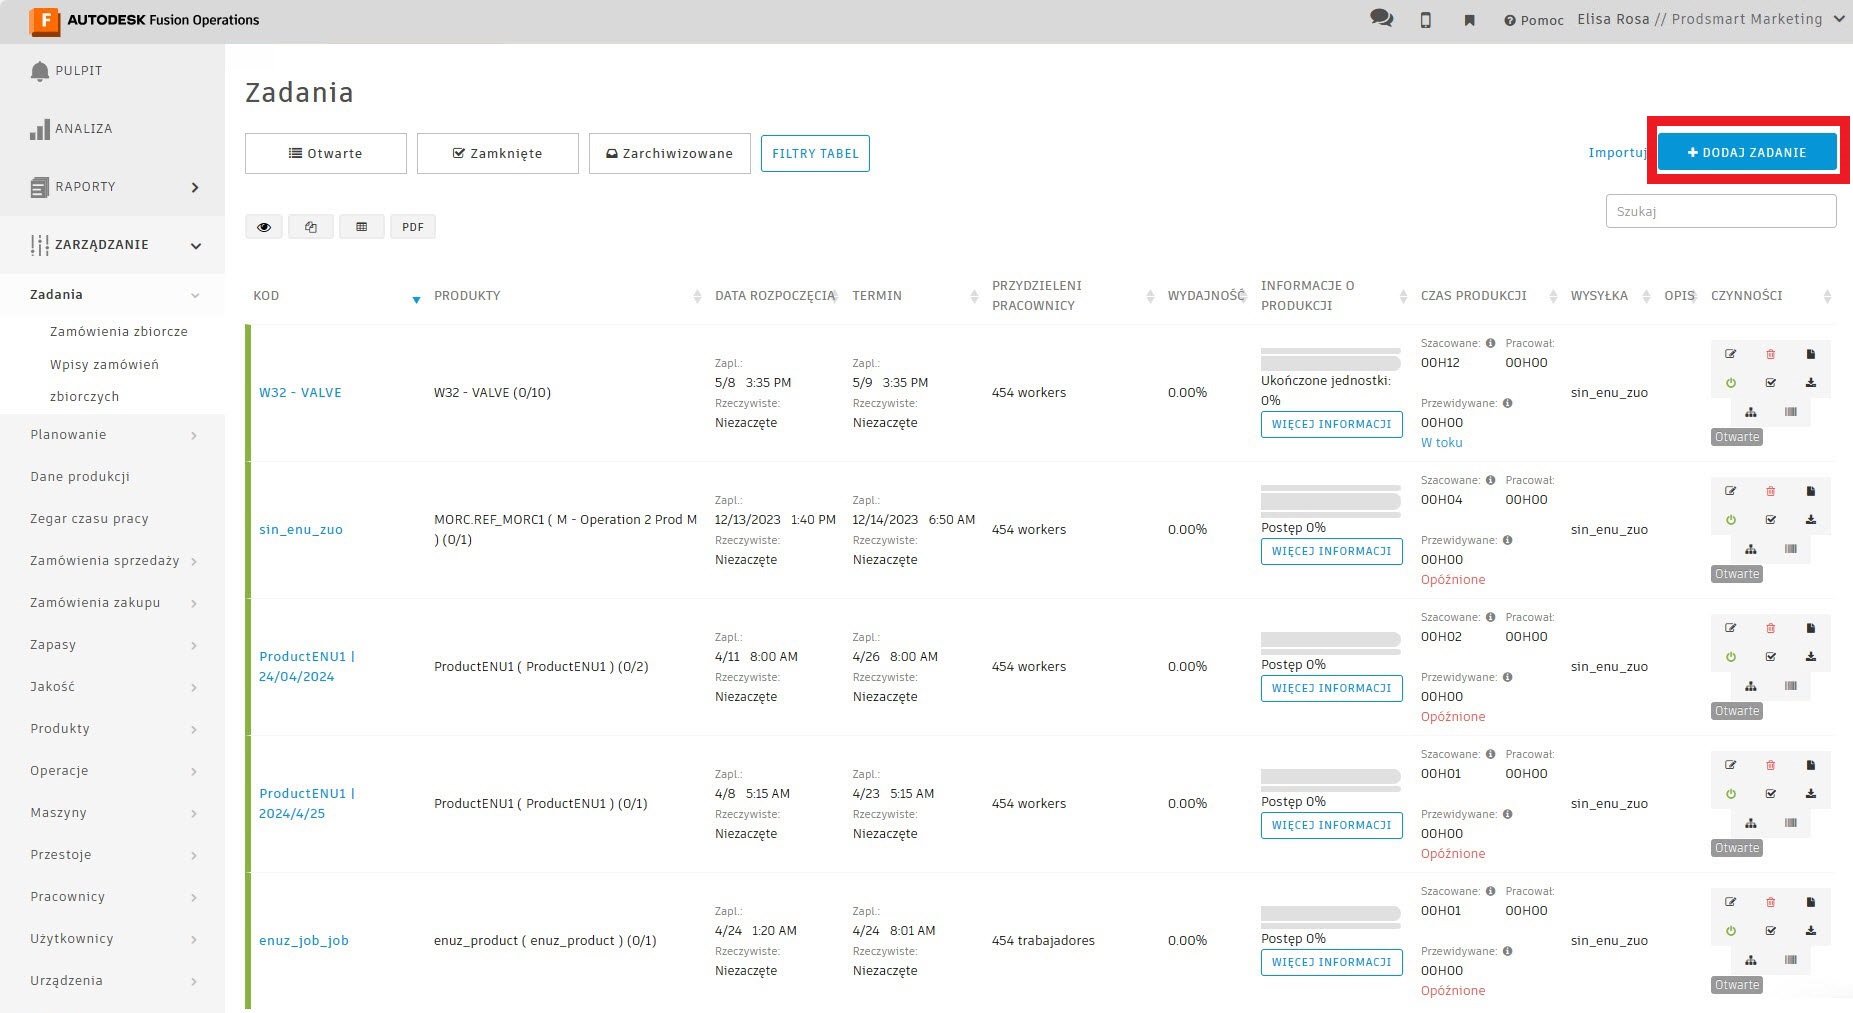 AUTODESK Fusion Operations
Pomoc
Elisa Rosa // Prodsmart Marketing
PULPIT
ANALIZA
RAPORTY
ZARZĄDZANIE
Zadania
Zamówienia zbiorcze
Wpisy zamówień
zbiorczych
Planowanie
Dane produkcji
Zegar czasu pracy
Zamówienia sprzedaży
Zamówienia zakupu
Zapasy
Jakość
Produkty
Operacje
Maszyny
Przestoje
Pracownicy
Użytkownicy
Urządzenia
Zadania
Otwarte
Zamknięte
Zarchiwizowane
FILTRY TABEL
Importuj
DODAJ ZADANIE
Szukaj
PDF
KOD
PRODUKTY
DATA ROZPOCZĘCIA
TERMIN
PRZYDZIELENI
PRACOWNICY
WYDAJNOŚĆ
INFORMACJE O
PRODUKCJI
CZAS PRODUKCJI
WYSYŁKA
OPIS
CZYNNOŚCI
W32 - VALVE
W32 - VALVE (0/10)
Zapl.:
5/8 3:35 PM
Rzeczywiste:
Niezaczęte
Zapl.:
5/9 3:35 PM
Rzeczywiste:
Niezaczęte
454 workers
0.00%
Ukończone jednostki:
0%
WIĘCEJ INFORMACJI
Szacowane: Pracował:
00H12 00H00
Przewidywane:
00H00
W toku
sin_enu_zuo
Otwarte
sin_enu_zuo
MORC.REF_MORC1 ( M - Operation 2 Prod M
) (0/1)
Zapl.:
12/13/2023 1:40 PM
Rzeczywiste:
Niezaczęte
Zapl.:
12/14/2023 6:50 AM
Rzeczywiste:
Niezaczęte
454 workers
0.00%
Postęp 0%
WIĘCEJ INFORMACJI
Szacowane: Pracował:
00H04 00H00
Przewidywane:
00H00
Opóźnione
sin_enu_zuo
Otwarte
ProductENU1 |
24/04/2024
ProductENU1 ( ProductENU1 ) (0/2)
Zapl.:
4/11 8:00 AM
Rzeczywiste:
Niezaczęte
Zapl.:
4/26 8:00 AM
Rzeczywiste:
Niezaczęte
454 workers
0.00%
Postęp 0%
WIĘCEJ INFORMACJI
Szacowane: Pracował:
00H02 00H00
Przewidywane:
00H00
Opóźnione
sin_enu_zuo
Otwarte
ProductENU1 |
2024/4/25
ProductENU1 ( ProductENU1 ) (0/1)
Zapl.:
4/8 5:15 AM
Rzeczywiste:
Niezaczęte
Zapl.:
4/23 5:15 AM
Rzeczywiste:
Niezaczęte
454 workers
0.00%
Postęp 0%
WIĘCEJ INFORMACJI
Szacowane: Pracował:
00H01 00H00
Przewidywane:
00H00
Opóźnione
sin_enu_zuo
Otwarte
enuz_job_job
enuz_product ( enuz_product ) (0/1)
Zapl.:
4/24 1:20 AM
Rzeczywiste:
Niezaczęte
Zapl.:
4/24 8:01 AM
Rzeczywiste:
Niezaczęte
454 trabajadores
0.00%
Postęp 0%
WIĘCEJ INFORMACJI
Szacowane: Pracował:
00H01 00H00
Przewidywane:
00H00
Opóźnione
sin_enu_zuo
Otwarte